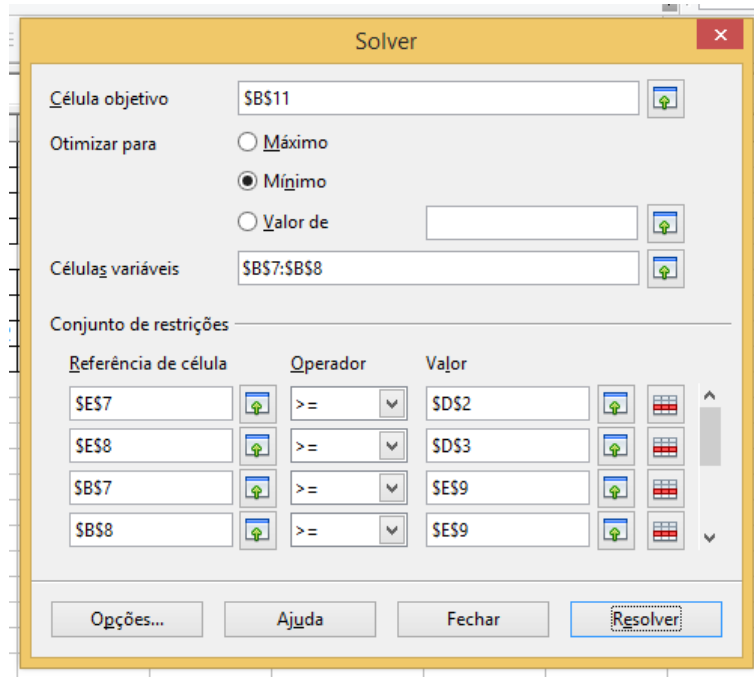 Solver
Célula objetivo $B$11
Otimizar para Máximo
Mínimo
Valor de
Células variáveis $B$7:$B$8
Conjunto de restrições
Referência de célula Operador Valor
$E$7 >= $D$2
$E$8 >= $D$3
$B$7 >= $E$9
$B$8 >= $E$9
Opções... Ajuda Fechar Resolver